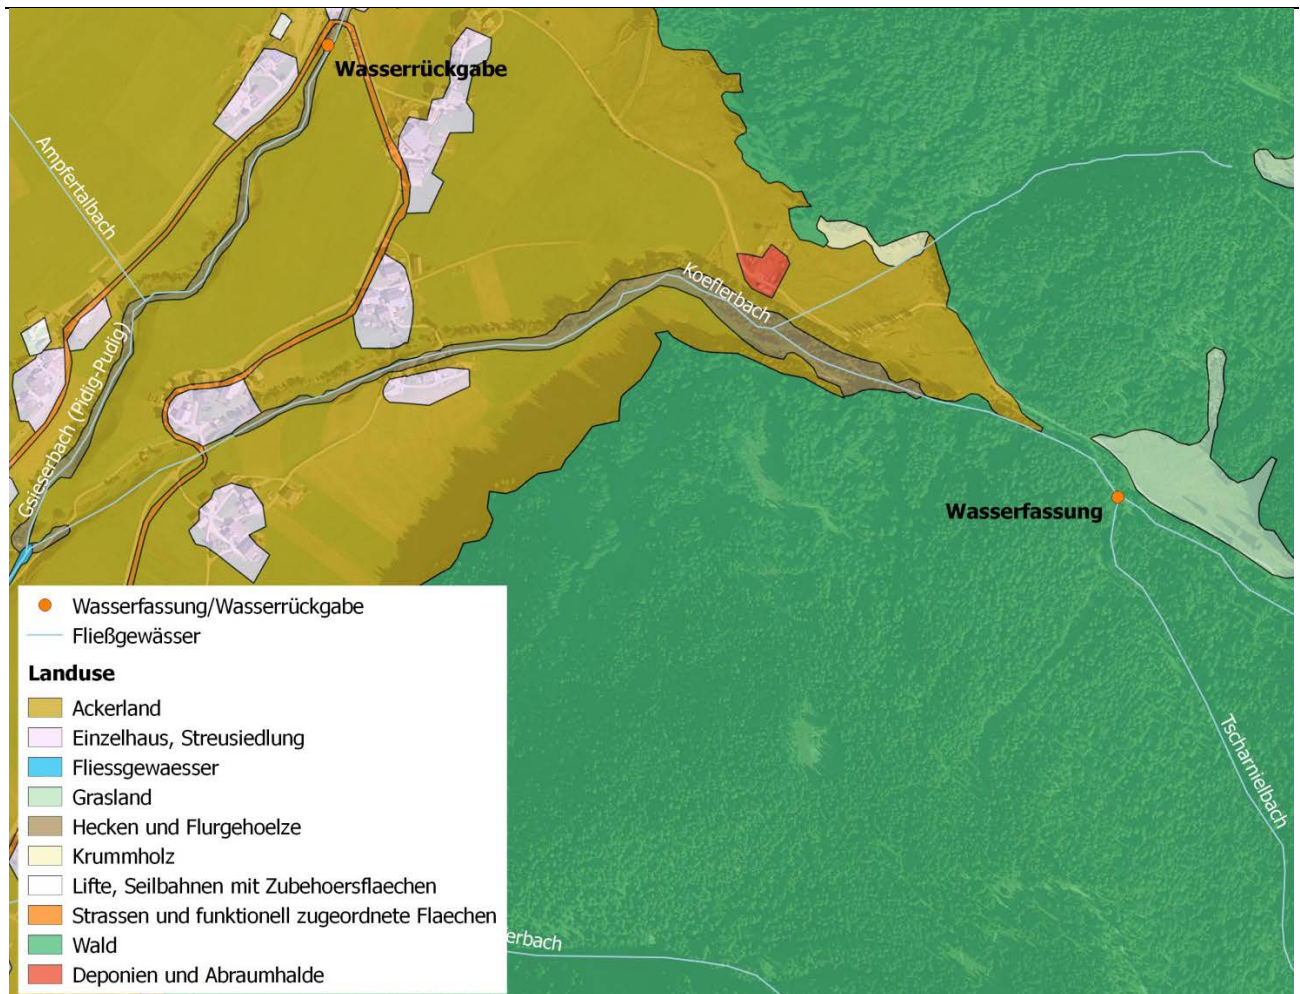 Wasserrückgabe
Ampfertalbach
Koeflerbach
Gsieserbach (Pidig-Pudig)
Wasserfassung
Tscharnielbach
erbach
Wasserfassung/Wasserrückgabe
Fließgewässer
Landuse
Ackerland
Einzelhaus, Streusiedlung
Fliessgewaesser
Grasland
Hecken und Flurgehoelze
Krummholz
Lifte, Seilbahnen mit Zubehoersflaechen
Strassen und funktionell zugeordnete Flaechen
Wald
Deponien und Abraumhalde